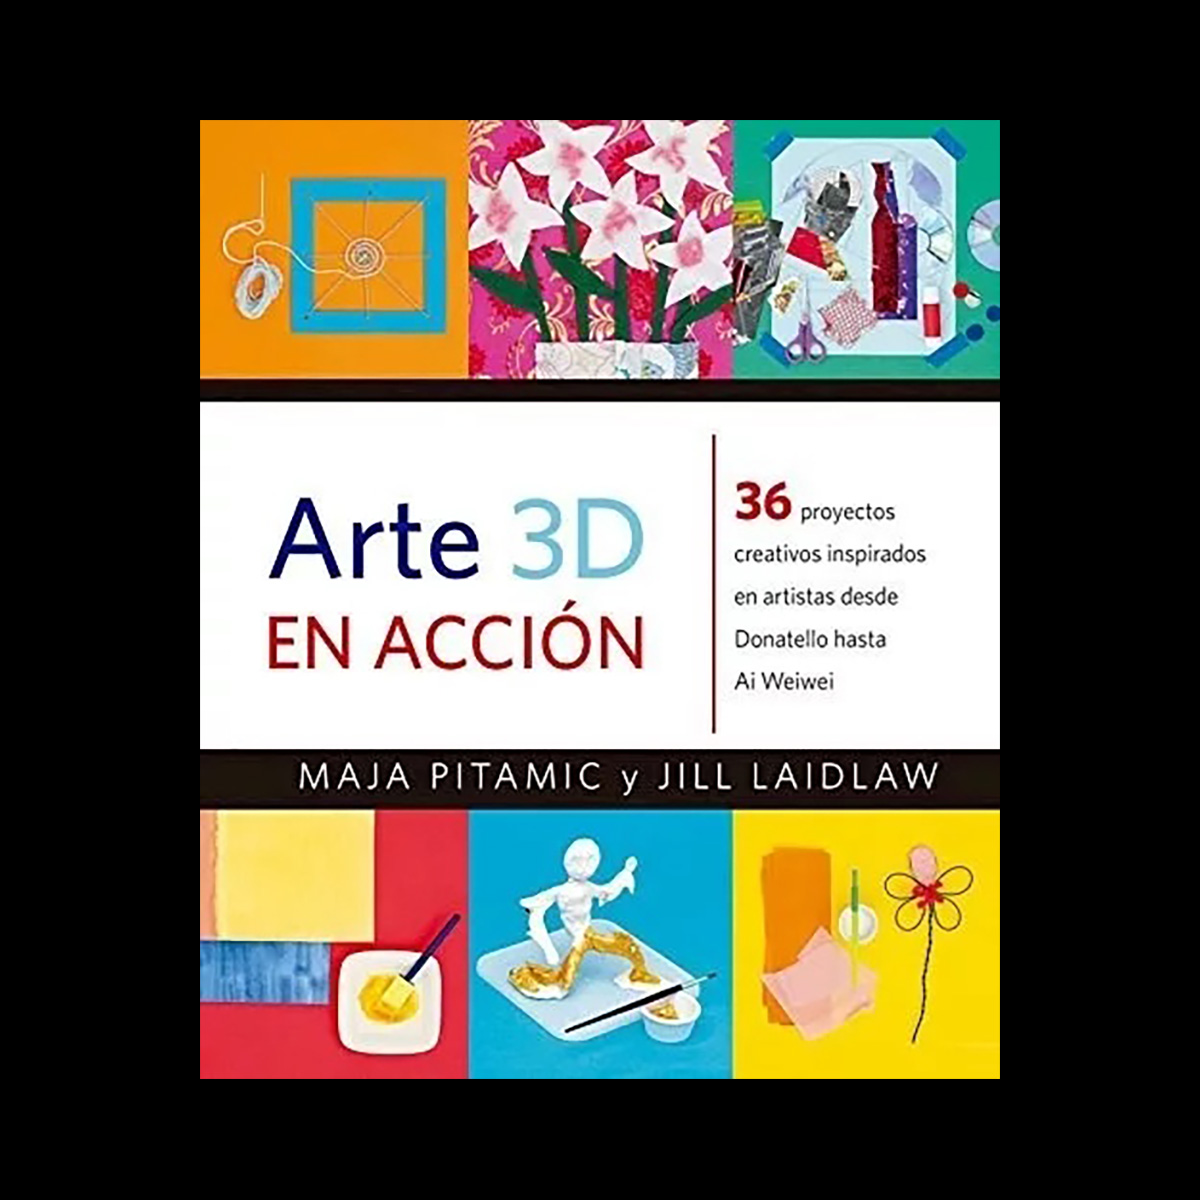 Arte 3D
EN ACCIÓN
36 proyectos
creativos inspirados
en artistas desde
Donatello hasta
Ai Weiwei
MAJA PITAMIC y JILL LAIDLAW